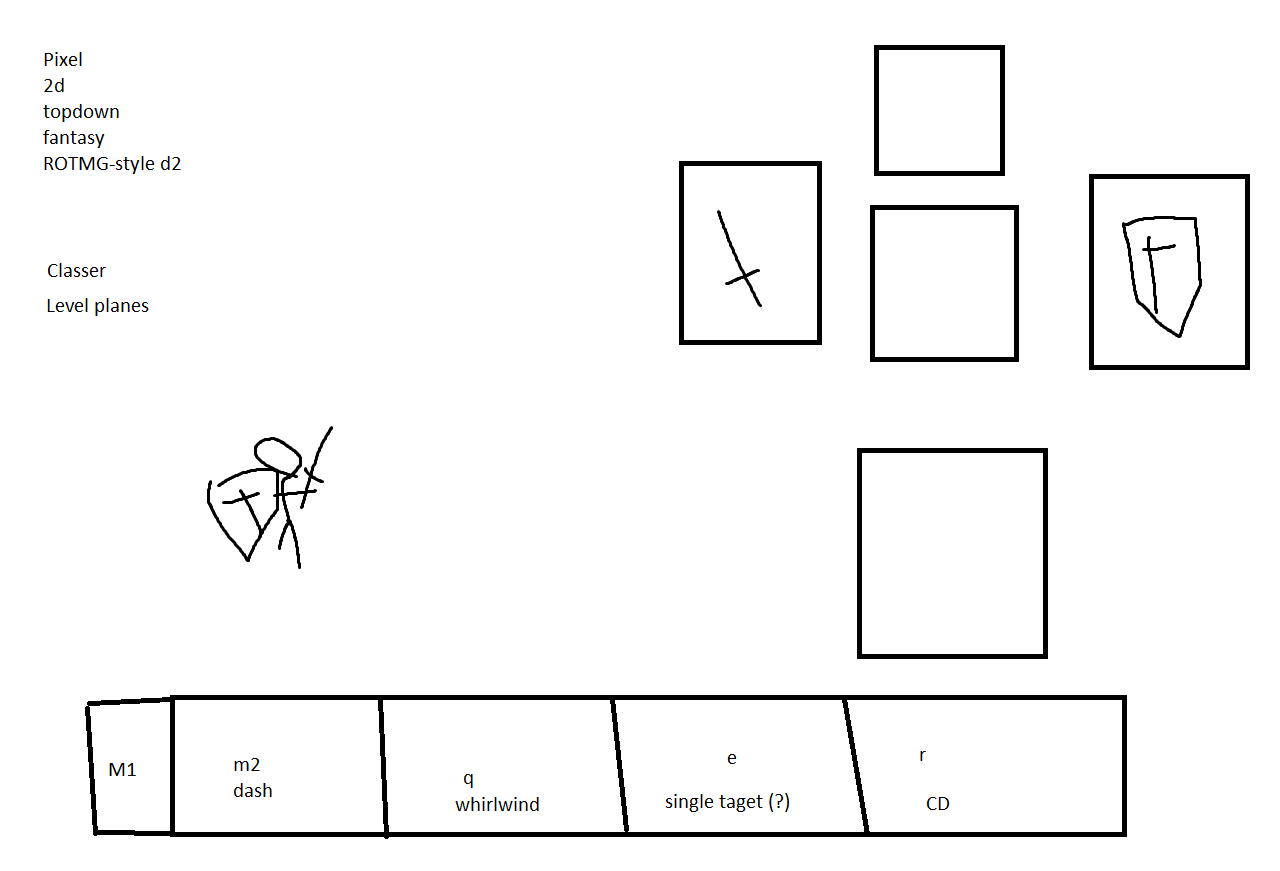 Pixel
2d
topdown
fantasy
ROTMG-style d2
Classer
Level planes
M1
m2
dash
q
whirlwind
e
single taget (?)
r
CD